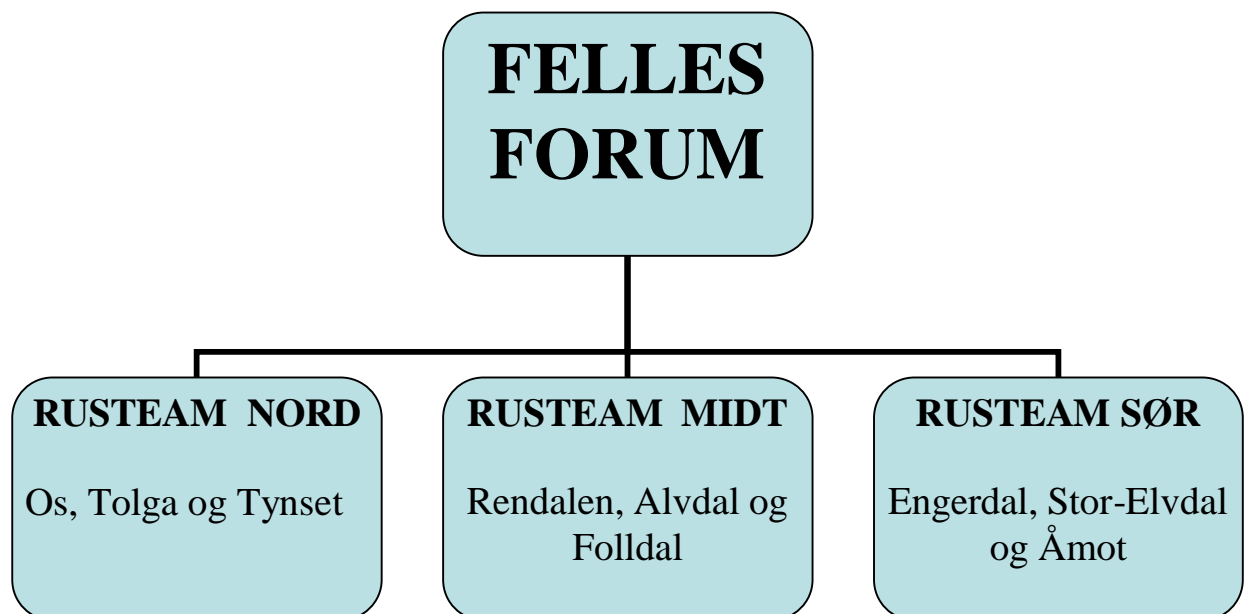 FELLES
FORUM
RUSTEAM NORD
Os, Tolga og Tynset
RUSTEAM MIDT
Rendalen, Alvdal og
Folldal
RUSTEAM SØR
Engerdal, Stor-Elvdal
og Åmot